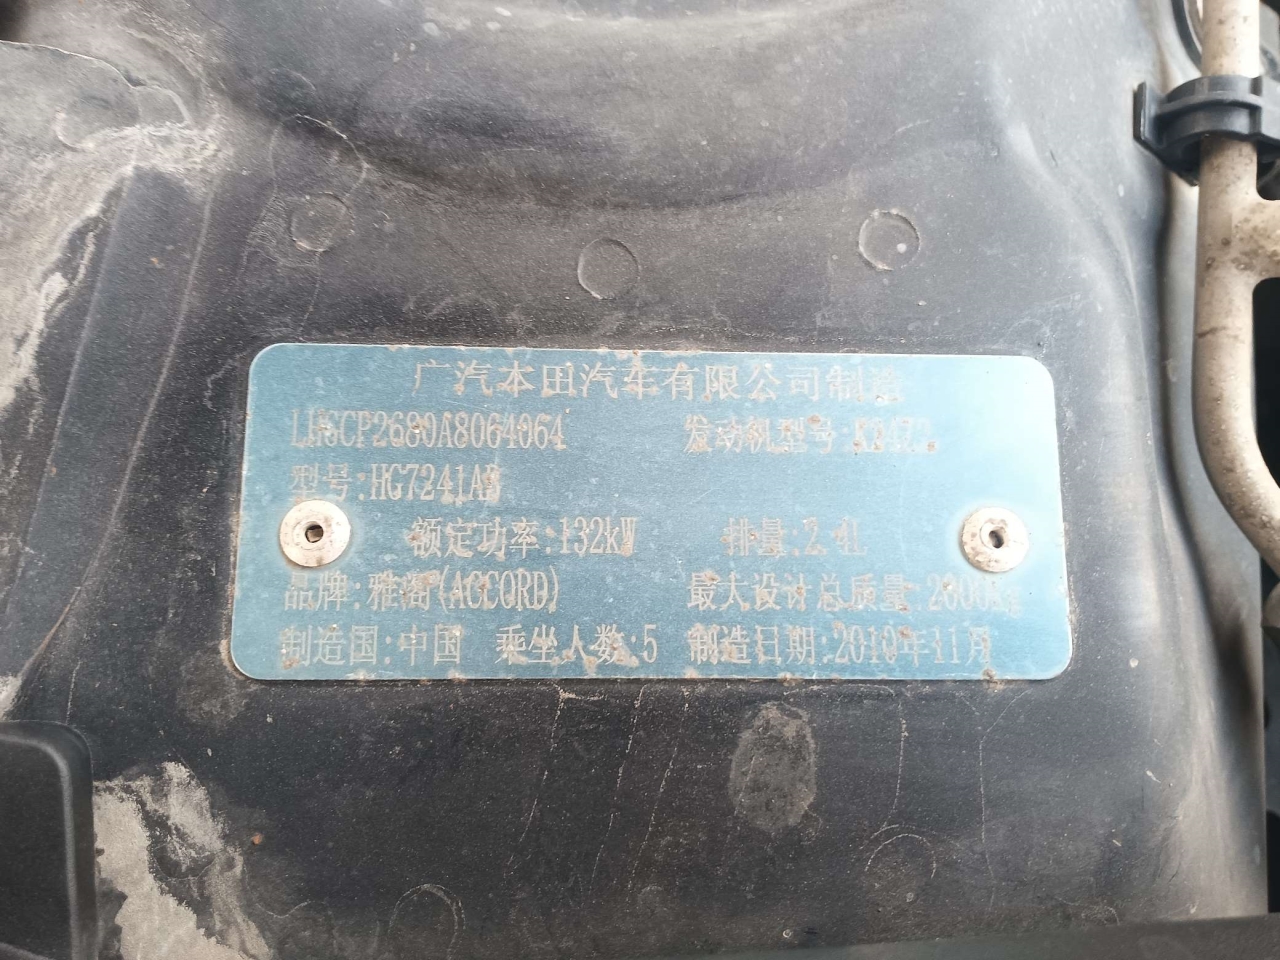 广汽本田汽车有限公司制造
LHGCP2680A8064064 发动机型号:K24Z2
型号:HG7241AB
额定功率:132kW 排量:2.4L
品牌:雅阁(ACCORD) 最大设计总质量:2000Kg
制造国:中国 乘坐人数:5 制造日期:2010年11月